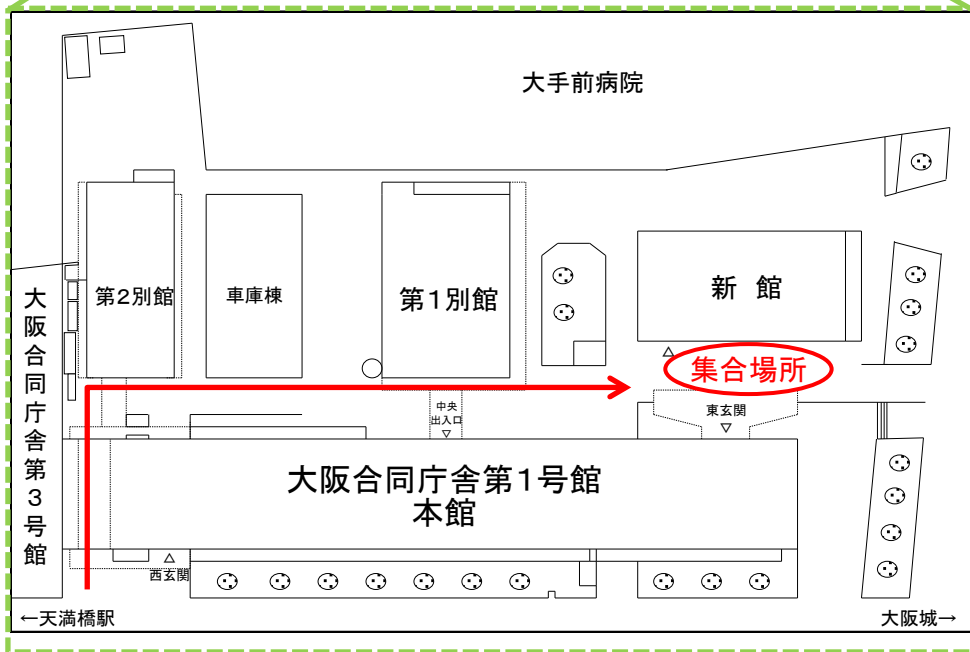 大手前病院
第2別館
車庫棟
第1別館
新館
大阪合同庁舎第3号館
集合場所
中央
出入口
▽
△
東玄関
▽
大阪合同庁舎第1号館
本館
△
西玄関
←天満橋駅
大阪城→